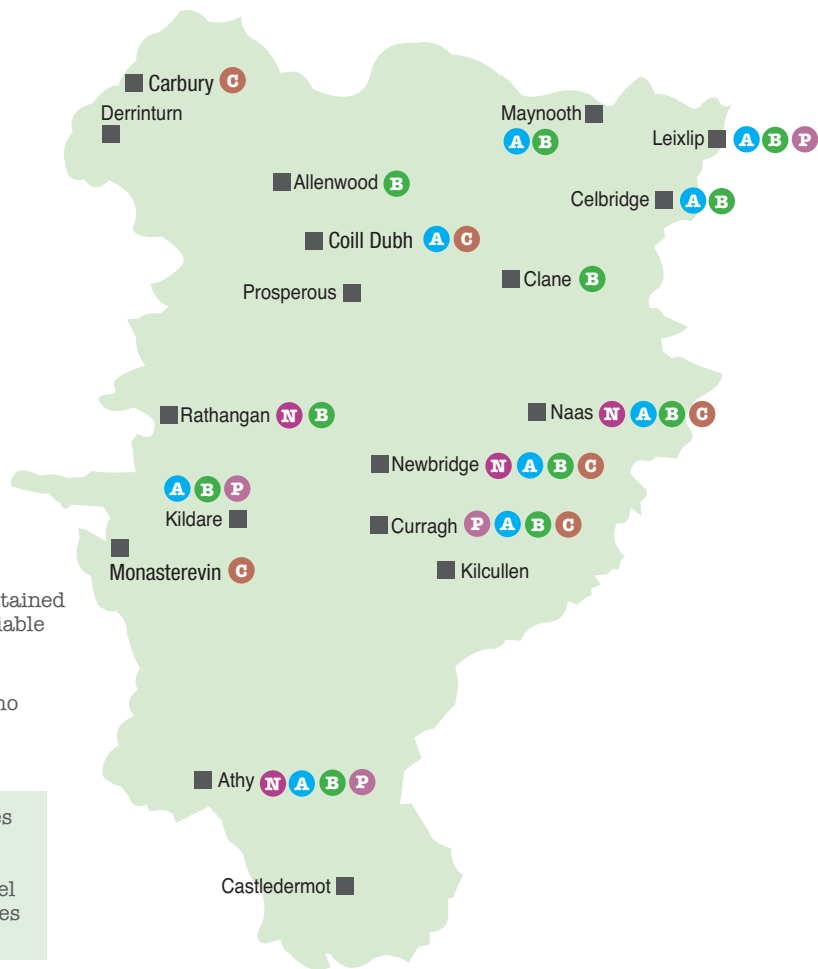 Carbury C
Derrinturn
Maynooth
A B
Leixlip A B P
Allenwood B
Celbridge A B
Coill Dubh A C
Clane B
Prosperous
Rathangan N B
Naas N A B C
Newbridge N A B C
A B P
Kildare
Curragh P A B C
Monasterevin C
Kilcullen
Athy N A B P
Castledermot